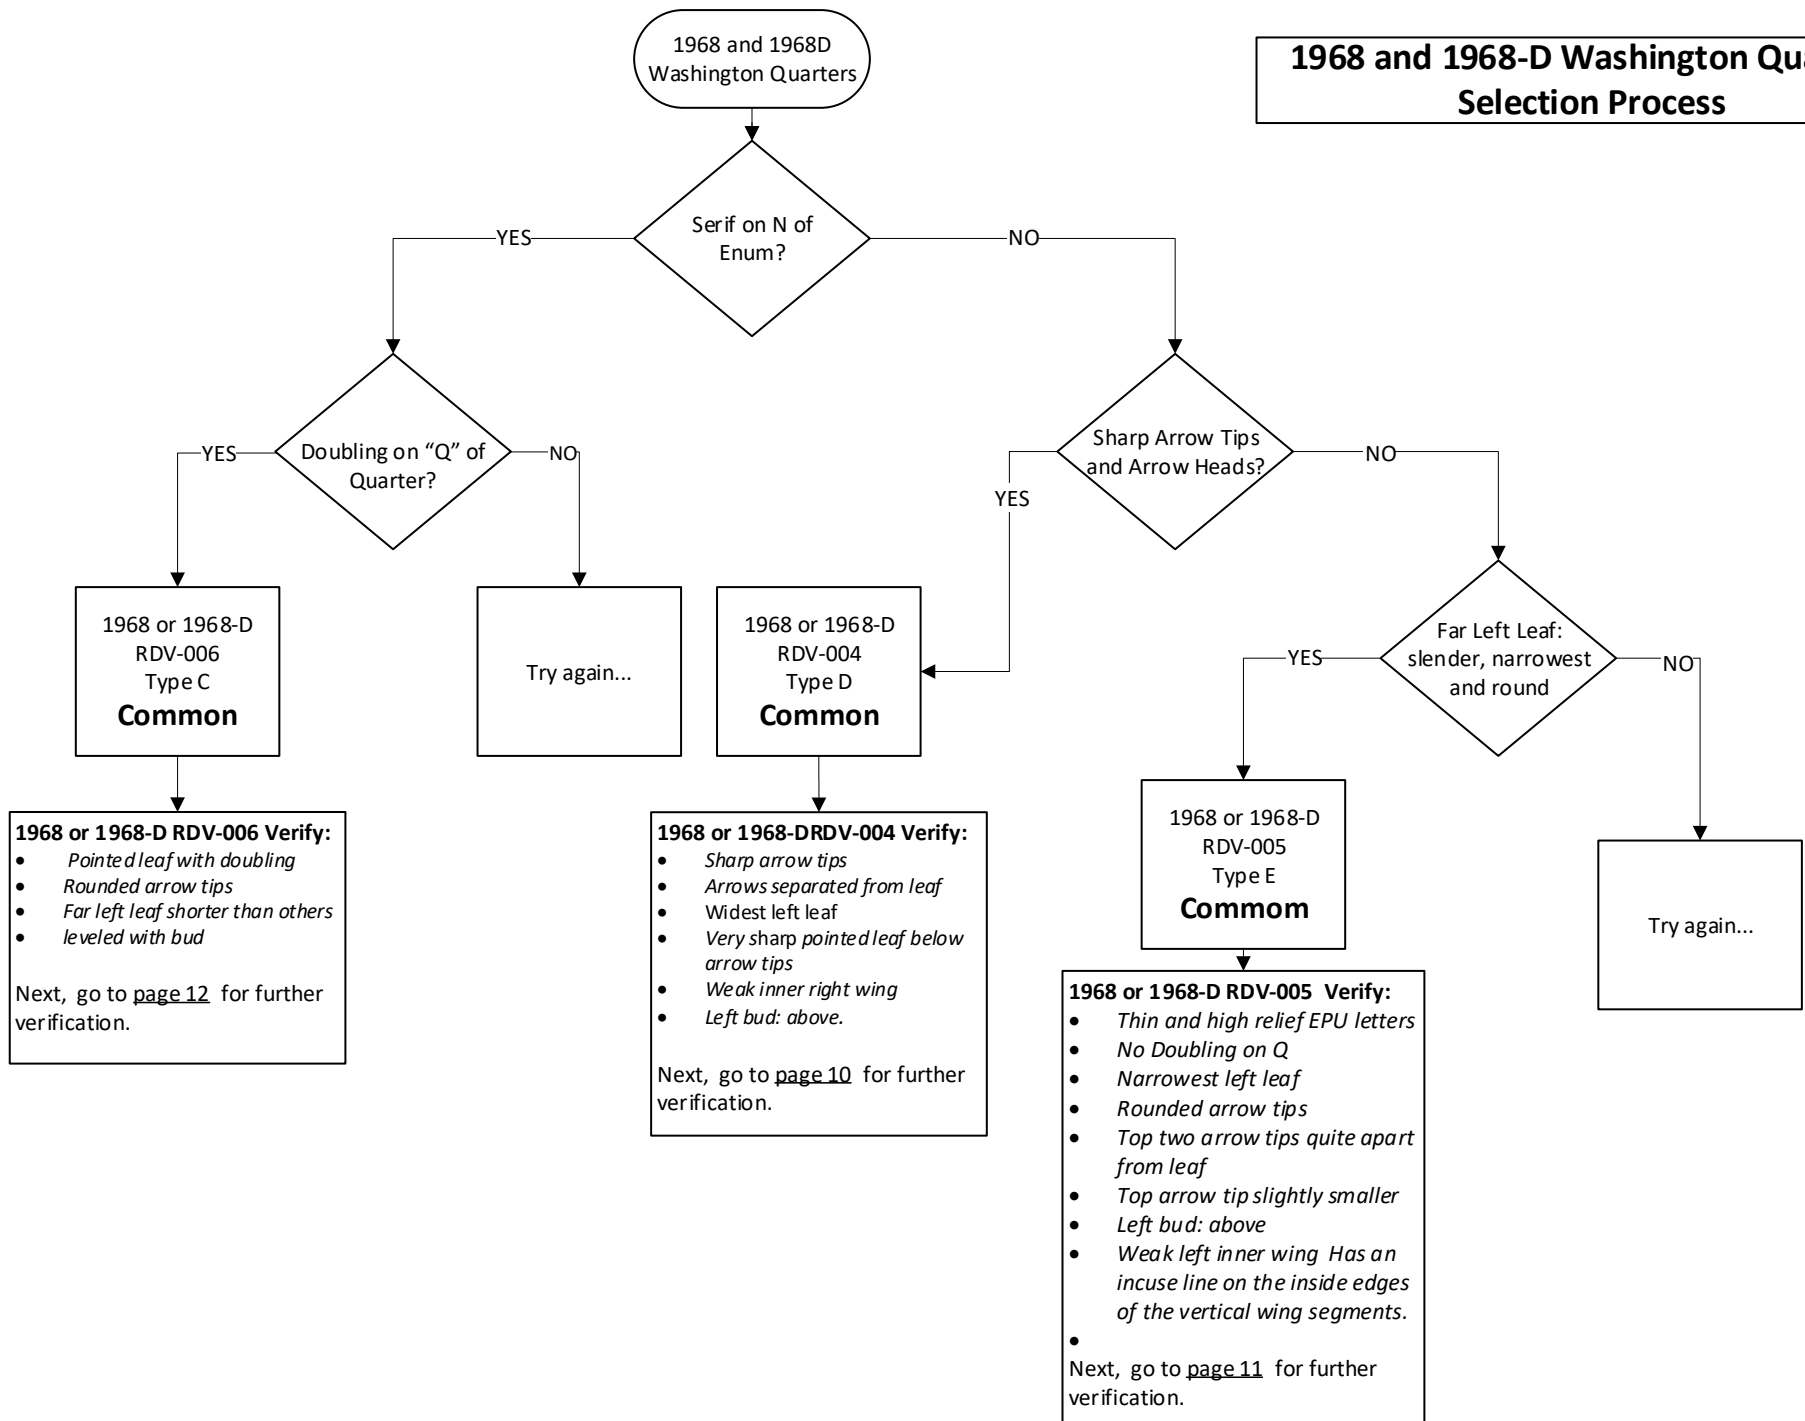 1968 and 1968D
Washington Quarters
1968 and 1968-D Washington Qua
Selection Process
Serif on N of
Enum?
YES
NO
Doubling on “Q” of
Quarter?
YES
NO
Sharp Arrow Tips
and Arrow Heads?
YES
NO
Far Left Leaf:
slender, narrowest
and round
YES
NO
1968 or 1968-D
RDV-006
Type C
Common
Try again...
1968 or 1968-D
RDV-004
Type D
Common
1968 or 1968-D
RDV-005
Type E
Commom
Try again...
1968 or 1968-D RDV-006 Verify:
• Pointed leaf with doubling
• Rounded arrow tips
• Far left leaf shorter than others
• leveled with bud
Next, go to page 12 for further
verification.
1968 or 1968-DRDV-004 Verify:
• Sharp arrow tips
• Arrows separated from leaf
• Widest left leaf
• Very sharp pointed leaf below
arrow tips
• Weak inner right wing
• Left bud: above.
Next, go to page 10 for further
verification.
1968 or 1968-D RDV-005 Verify:
• Thin and high relief EPU letters
• No Doubling on Q
• Narrowest left leaf
• Rounded arrow tips
• Top two arrow tips quite apart
from leaf
• Top arrow tip slightly smaller
• Left bud: above
• Weak left inner wing Has an
incuse line on the inside edges
of the vertical wing segments.
•
Next, go to page 11 for further
verification.